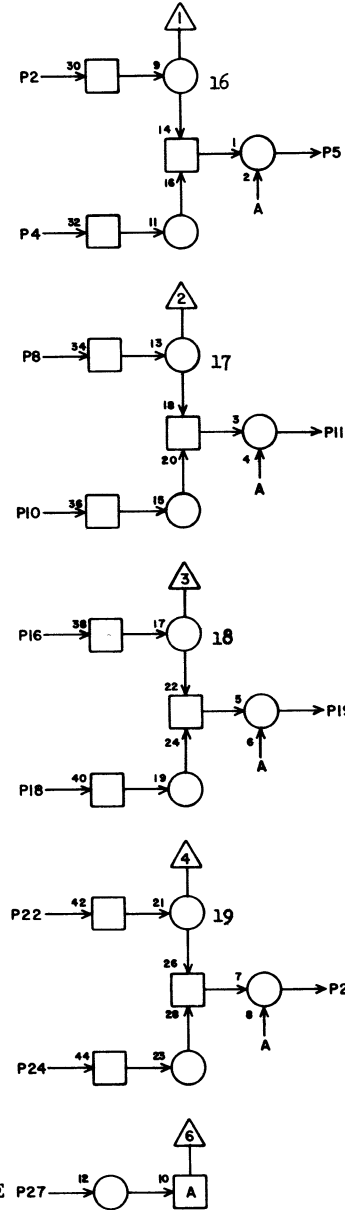 1
P2 30 9 16
14 1 P5
16 2
A
P4 32 11
2
P8 34 13 17
18 3 P11
20 4
A
P10 36 15
3
P16 38 17 18
22 5 P19
24 6
A
P18 40 19
4
P22 42 21 19
26 7 P2
28 8
A
P24 44 23
6
E P27 12 10 A